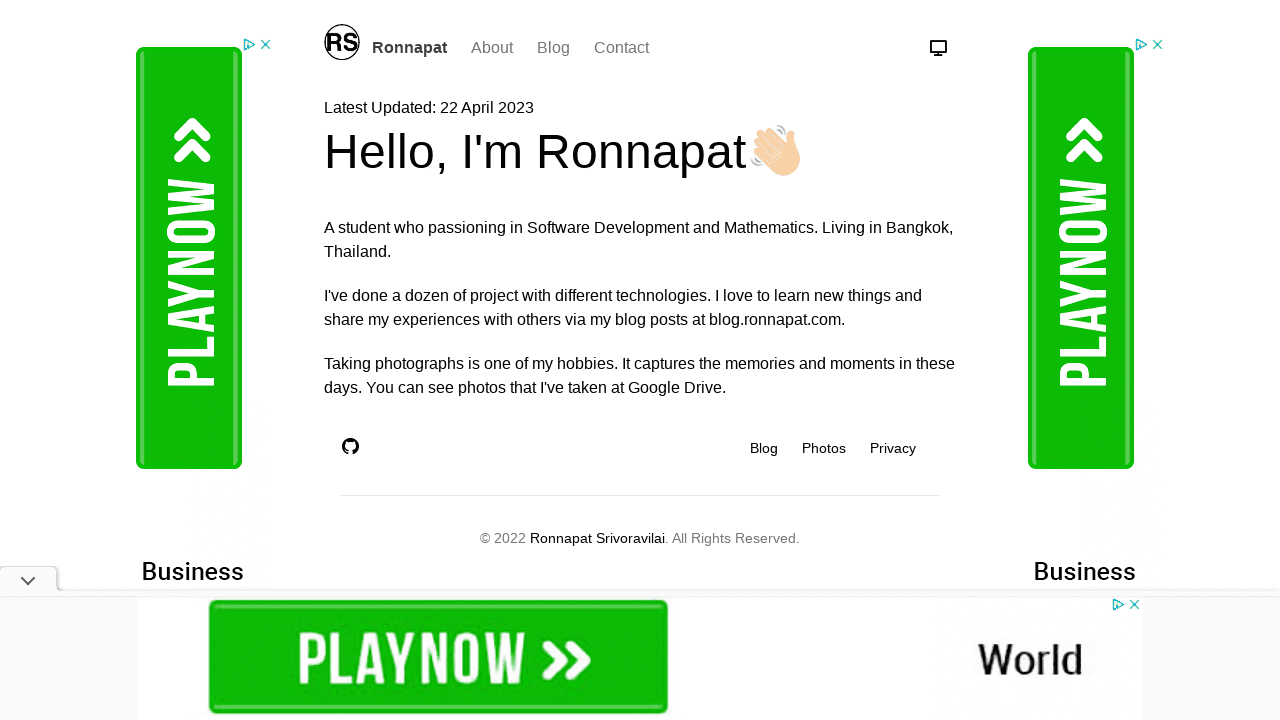 RS
Ronnapat About Blog Contact
Latest Updated: 22 April 2023
Hello, I'm Ronnapat
A student who passioning in Software Development and Mathematics. Living in Bangkok,
Thailand.
I've done a dozen of project with different technologies. I love to learn new things and
share my experiences with others via my blog posts at blog.ronnapat.com.
Taking photographs is one of my hobbies. It captures the memories and moments in these
days. You can see photos that I've taken at Google Drive.
Blog Photos Privacy
© 2022 Ronnapat Srivoravilai. All Rights Reserved.
PLAYNOW
Business
PLAYNOW
Business
PLAYNOW
World